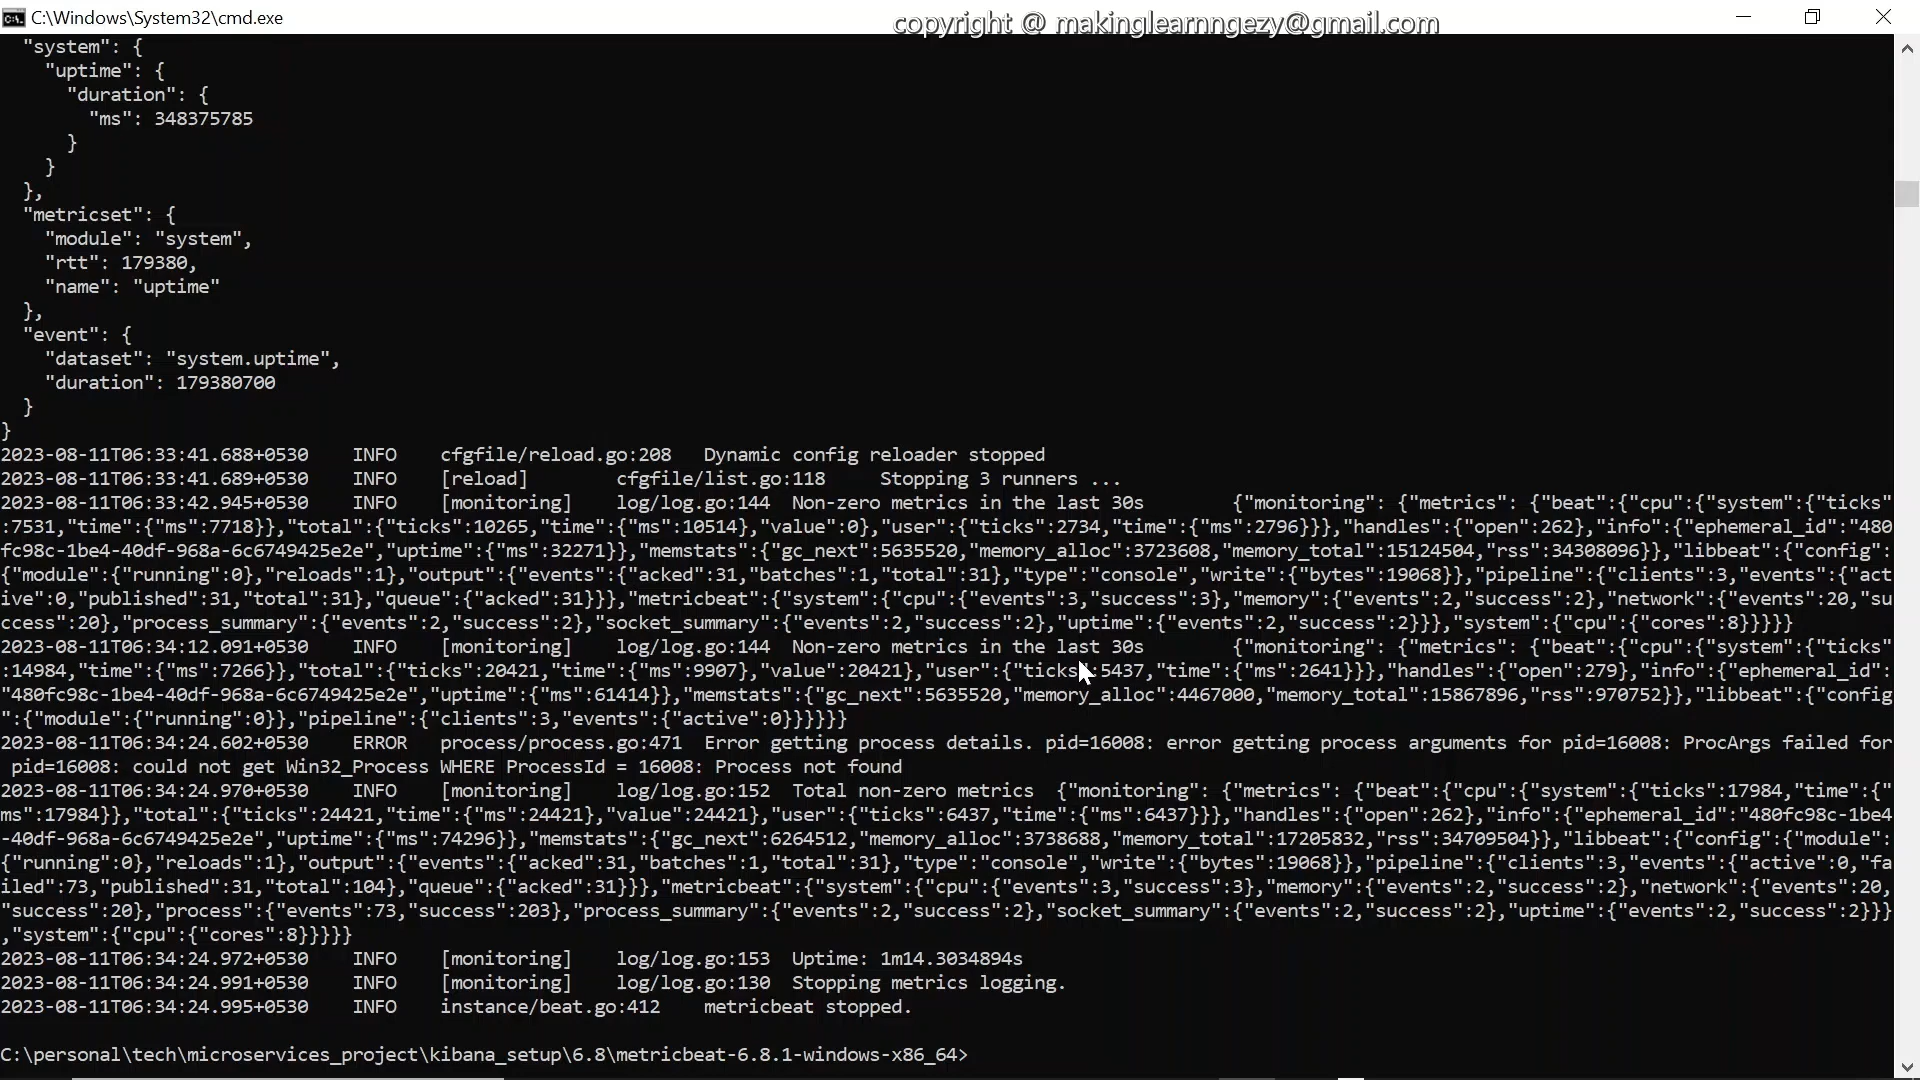 C:\Windows\System32\cmd.exe
copyright @ makinglearnngezy@gmail.com
"system": {
"uptime": {
"duration": {
"ms": 348375785
}
}
},
"metricset": {
"module": "system",
"rtt": 179380,
"name": "uptime"
},
"event": {
"dataset": "system.uptime",
"duration": 179380700
}
}
2023-08-11T06:33:41.688+0530 INFO cfgfile/reload.go:208 Dynamic config reloader stopped
2023-08-11T06:33:41.689+0530 INFO [reload] cfgfile/list.go:118 Stopping 3 runners ...
2023-08-11T06:33:42.945+0530 INFO [monitoring] log/log.go:144 Non-zero metrics in the last 30s {"monitoring": {"metrics": {"beat":{"cpu":{"system":{"ticks"
:7531,"time":{"ms":7718}},"total":{"ticks":10265,"time":{"ms":10514},"value":0},"user":{"ticks":2734,"time":{"ms":2796}}},"handles":{"open":262},"info":{"ephemeral_id":"480
fc98c-1be4-40df-968a-6c6749425e2e","uptime":{"ms":32271}},"memstats":{"gc_next":5635520,"memory_alloc":3723608,"memory_total":15124504,"rss":34308096}},"libbeat":{"config":
{"module":{"running":0},"reloads":1},"output":{"events":{"acked":31,"batches":1,"total":31},"type":"console","write":{"bytes":19068}},"pipeline":{"clients":3,"events":{"act
ive":0,"published":31,"total":31},"queue":{"acked":31}}},"metricbeat":{"system":{"cpu":{"events":3,"success":3},"memory":{"events":2,"success":2},"network":{"events":20,"su
ccess":20},"process_summary":{"events":2,"success":2},"socket_summary":{"events":2,"success":2},"uptime":{"events":2,"success":2}}},"system":{"cpu":{"cores":8}}}}}
2023-08-11T06:34:12.091+0530 INFO [monitoring] log/log.go:144 Non-zero metrics in the last 30s {"monitoring": {"metrics": {"beat":{"cpu":{"system":{"ticks"
:14984,"time":{"ms":7266}},"total":{"ticks":20421,"time":{"ms":9907},"value":20421},"user":{"ticks":5437,"time":{"ms":2641}}},"handles":{"open":279},"info":{"ephemeral_id":
"480fc98c-1be4-40df-968a-6c6749425e2e","uptime":{"ms":61414}},"memstats":{"gc_next":5635520,"memory_alloc":4467000,"memory_total":15867896,"rss":970752}},"libbeat":{"config
":{"module":{"running":0}},"pipeline":{"clients":3,"events":{"active":0}}}}}}
2023-08-11T06:34:24.602+0530 ERROR process/process.go:471 Error getting process details. pid=16008: error getting process arguments for pid=16008: ProcArgs failed for
pid=16008: could not get Win32_Process WHERE ProcessId = 16008: Process not found
2023-08-11T06:34:24.970+0530 INFO [monitoring] log/log.go:152 Total non-zero metrics {"monitoring": {"metrics": {"beat":{"cpu":{"system":{"ticks":17984,"time":{"
ms":17984}},"total":{"ticks":24421,"time":{"ms":24421},"value":24421},"user":{"ticks":6437,"time":{"ms":6437}}},"handles":{"open":262},"info":{"ephemeral_id":"480fc98c-1be4
-40df-968a-6c6749425e2e","uptime":{"ms":74296}},"memstats":{"gc_next":6264512,"memory_alloc":3738688,"memory_total":17205832,"rss":34709504}},"libbeat":{"config":{"module":
{"running":0},"reloads":1},"output":{"events":{"acked":31,"batches":1,"total":31},"type":"console","write":{"bytes":19068}},"pipeline":{"clients":3,"events":{"active":0,"fa
iled":73,"published":31,"total":104},"queue":{"acked":31}}},"metricbeat":{"system":{"cpu":{"events":3,"success":3},"memory":{"events":2,"success":2},"network":{"events":20,
"success":20},"process":{"events":73,"success":203},"process_summary":{"events":2,"success":2},"socket_summary":{"events":2,"success":2},"uptime":{"events":2,"success":2}}}
,"system":{"cpu":{"cores":8}}}}}
2023-08-11T06:34:24.972+0530 INFO [monitoring] log/log.go:153 Uptime: 1m14.3034894s
2023-08-11T06:34:24.991+0530 INFO [monitoring] log/log.go:130 Stopping metrics logging.
2023-08-11T06:34:24.995+0530 INFO instance/beat.go:412 metricbeat stopped.
C:\personal\tech\microservices_project\kibana_setup\6.8\metricbeat-6.8.1-windows-x86_64>